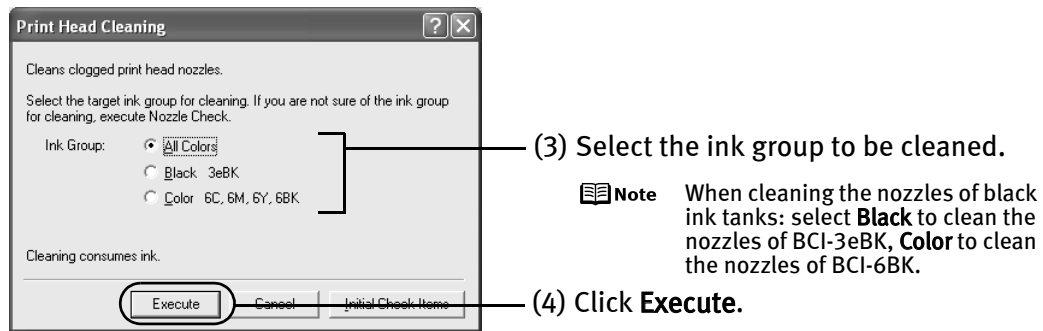 Print Head Cleaning
Cleans clogged print head nozzles.
Select the target ink group for cleaning. If you are not sure of the ink group
for cleaning, execute Nozzle Check.
Ink Group:
All Colors
Black 3eBK
Color 6C, 6M, 6Y, 6BK
Cleaning consumes ink.
Execute
Cancel
Initial Check Items
(3) Select the ink group to be cleaned.
Note
When cleaning the nozzles of black
ink tanks: select Black to clean the
nozzles of BCI-3eBK, Color to clean
the nozzles of BCI-6BK.
(4) Click Execute.